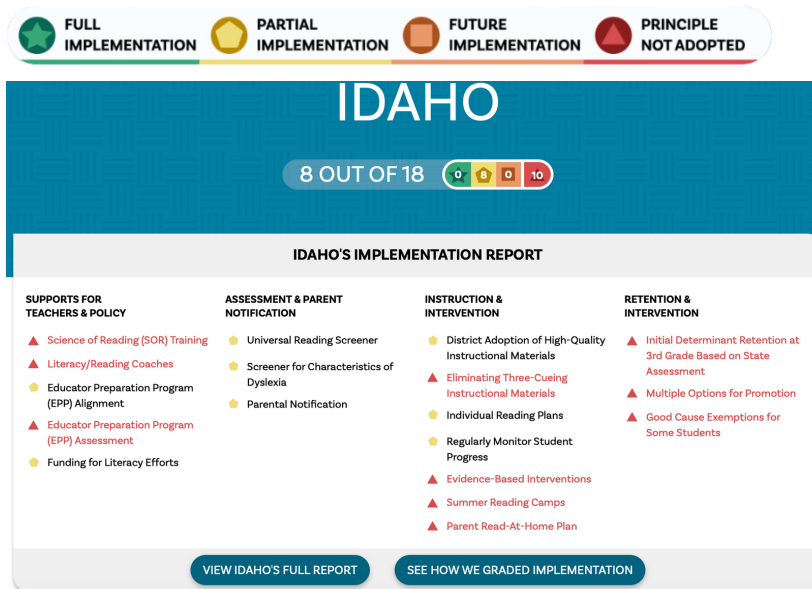 FULL
IMPLEMENTATION
PARTIAL
IMPLEMENTATION
FUTURE
IMPLEMENTATION
PRINCIPLE
NOT ADOPTED
IDAHO
8 OUT OF 18
0 8 0 10
IDAHO'S IMPLEMENTATION REPORT
SUPPORTS FOR
TEACHERS & POLICY
Science of Reading (SOR) Training
Literacy/Reading Coaches
Educator Preparation Program
(EPP) Alignment
Educator Preparation Program
(EPP) Assessment
Funding for Literacy Efforts
ASSESSMENT & PARENT
NOTIFICATION
Universal Reading Screener
Screener for Characteristics of
Dyslexia
Parental Notification
INSTRUCTION &
INTERVENTION
District Adoption of High-Quality
Instructional Materials
Eliminating Three-Cueing
Instructional Materials
Individual Reading Plans
Regularly Monitor Student
Progress
Evidence-Based Interventions
Summer Reading Camps
Parent Read-At-Home Plan
RETENTION &
INTERVENTION
Initial Determinant Retention at
3rd Grade Based on State
Assessment
Multiple Options for Promotion
Good Cause Exemptions for
Some Students
VIEW IDAHO'S FULL REPORT
SEE HOW WE GRADED IMPLEMENTATION